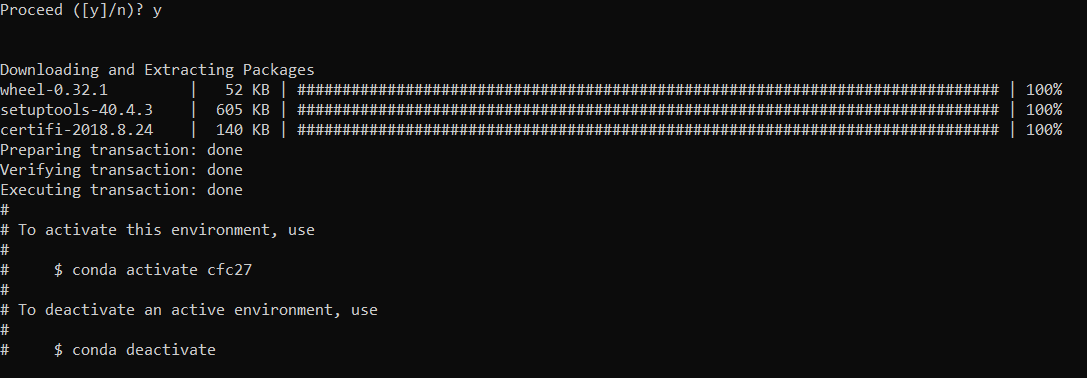 Proceed ([y]/n)? y
Downloading and Extracting Packages
wheel-0.32.1         |   52 KB | ############################################################################## | 100%
setuptools-40.4.3    |  605 KB | ############################################################################## | 100%
certifi-2018.8.24    |  140 KB | ############################################################################## | 100%
Preparing transaction: done
Verifying transaction: done
Executing transaction: done
#
# To activate this environment, use
#
#     $ conda activate cfc27
#
# To deactivate an active environment, use
#
#     $ conda deactivate